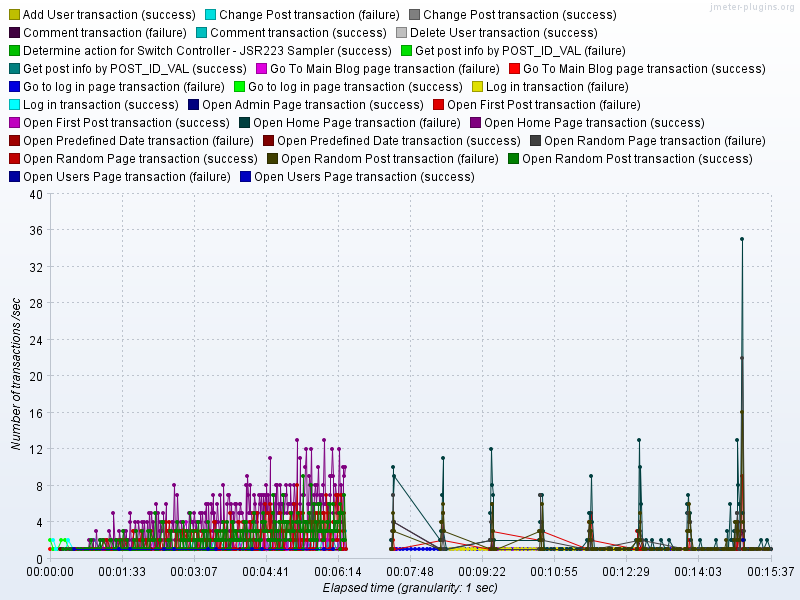 jmeter-plugins.org
Add User transaction (success) Change Post transaction (failure) Change Post transaction (success)
Comment transaction (failure) Comment transaction (success) Delete User transaction (success)
Determine action for Switch Controller - JSR223 Sampler (success) Get post info by POST_ID_VAL (failure)
Get post info by POST_ID_VAL (success) Go To Main Blog page transaction (failure) Go To Main Blog page transaction (success)
Go to log in page transaction (failure) Go to log in page transaction (success) Log in transaction (failure)
Log in transaction (success) Open Admin Page transaction (success) Open First Post transaction (failure)
Open First Post transaction (success) Open Home Page transaction (failure) Open Home Page transaction (success)
Open Predefined Date transaction (failure) Open Predefined Date transaction (success) Open Random Page transaction (failure)
Open Random Page transaction (success) Open Random Post transaction (failure) Open Random Post transaction (success)
Open Users Page transaction (failure) Open Users Page transaction (success)
40
36
32
28
24
20
16
12
8
4
0
Number of transactions /sec
00:00:00 00:01:33 00:03:07 00:04:41 00:06:14 00:07:48 00:09:22 00:10:55 00:12:29 00:14:03 00:15:37
Elapsed time (granularity: 1 sec)